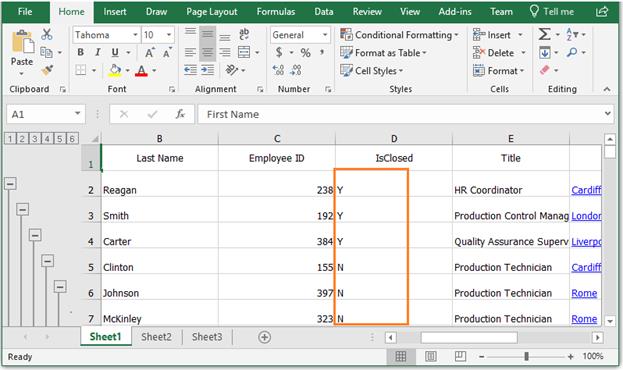 File Home Insert Draw Page Layout Formulas Data Review View Add-ins Team Tell me
Paste
Tahoma 10
B I U A A A
ab
General
$ % ,
Conditional Formatting
Format as Table
Cell Styles
Insert
Delete
Format
Clipboard Font Alignment Number Styles Cells Editing
A1 fx First Name
1 2 3 4 5 6 B C D E
1 Last Name Employee ID IsClosed Title
2 Reagan 238 Y HR Coordinator Cardiff
3 Smith 192 Y Production Control Manag London
4 Carter 384 Y Quality Assurance Superv Liverpo
5 Clinton 155 N Production Technician Cardiff
6 Johnson 397 N Production Technician Rome
7 McKinley 323 N Production Technician Rome
Sheet1 Sheet2 Sheet3
Ready 100%